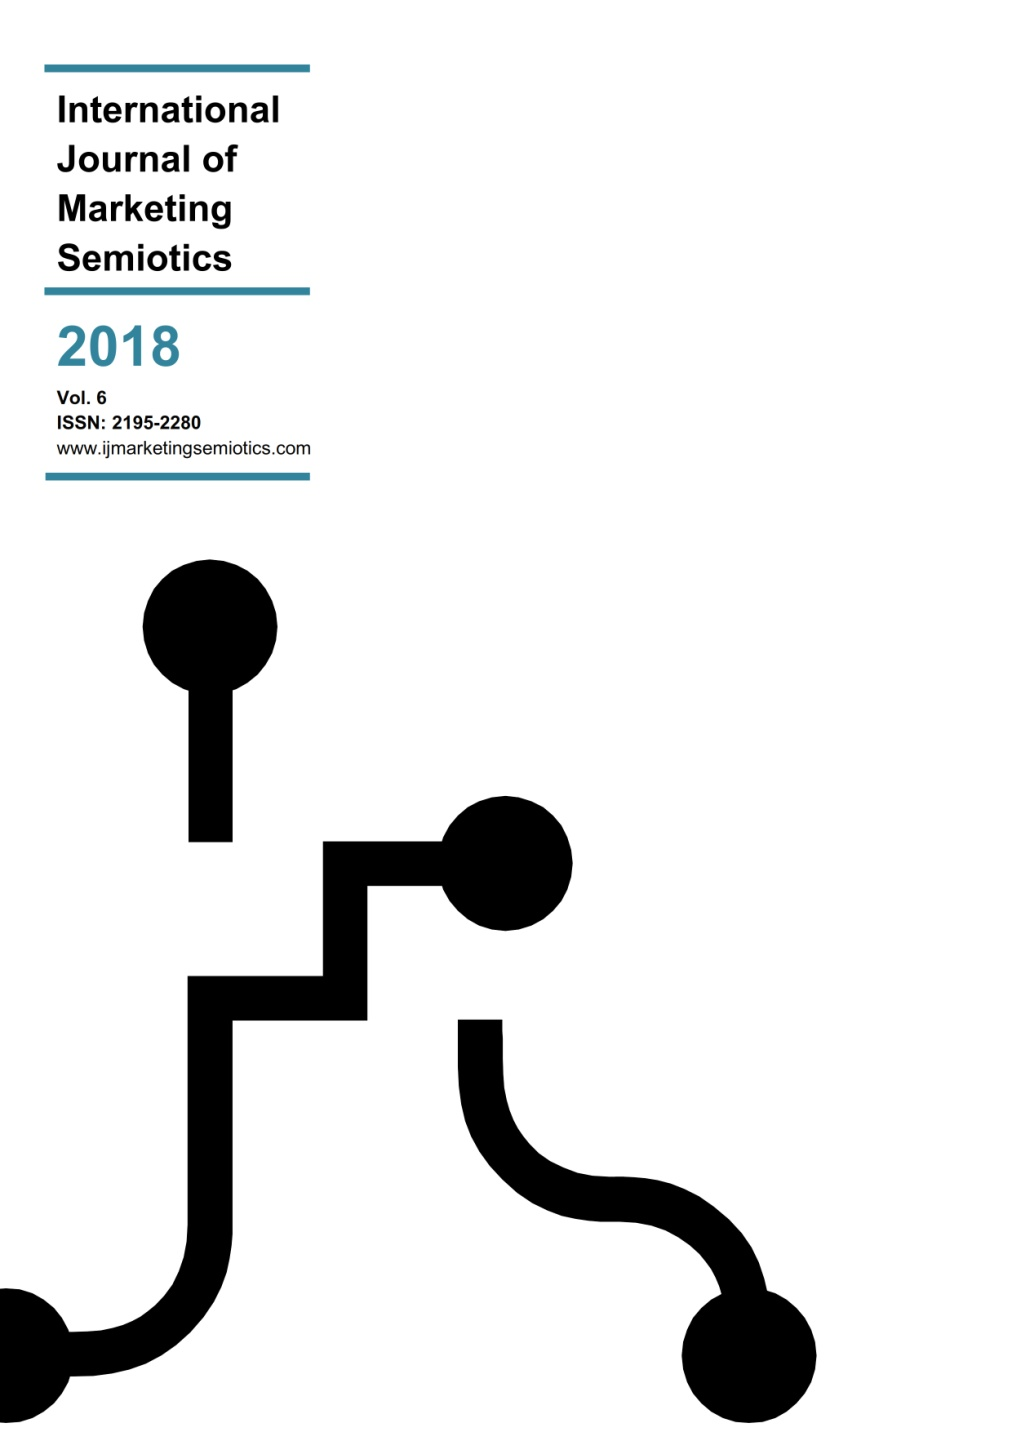 International
Journal of
Marketing
Semiotics
2018
Vol. 6
ISSN: 2195-2280
www.ijmarketingsemiotics.com